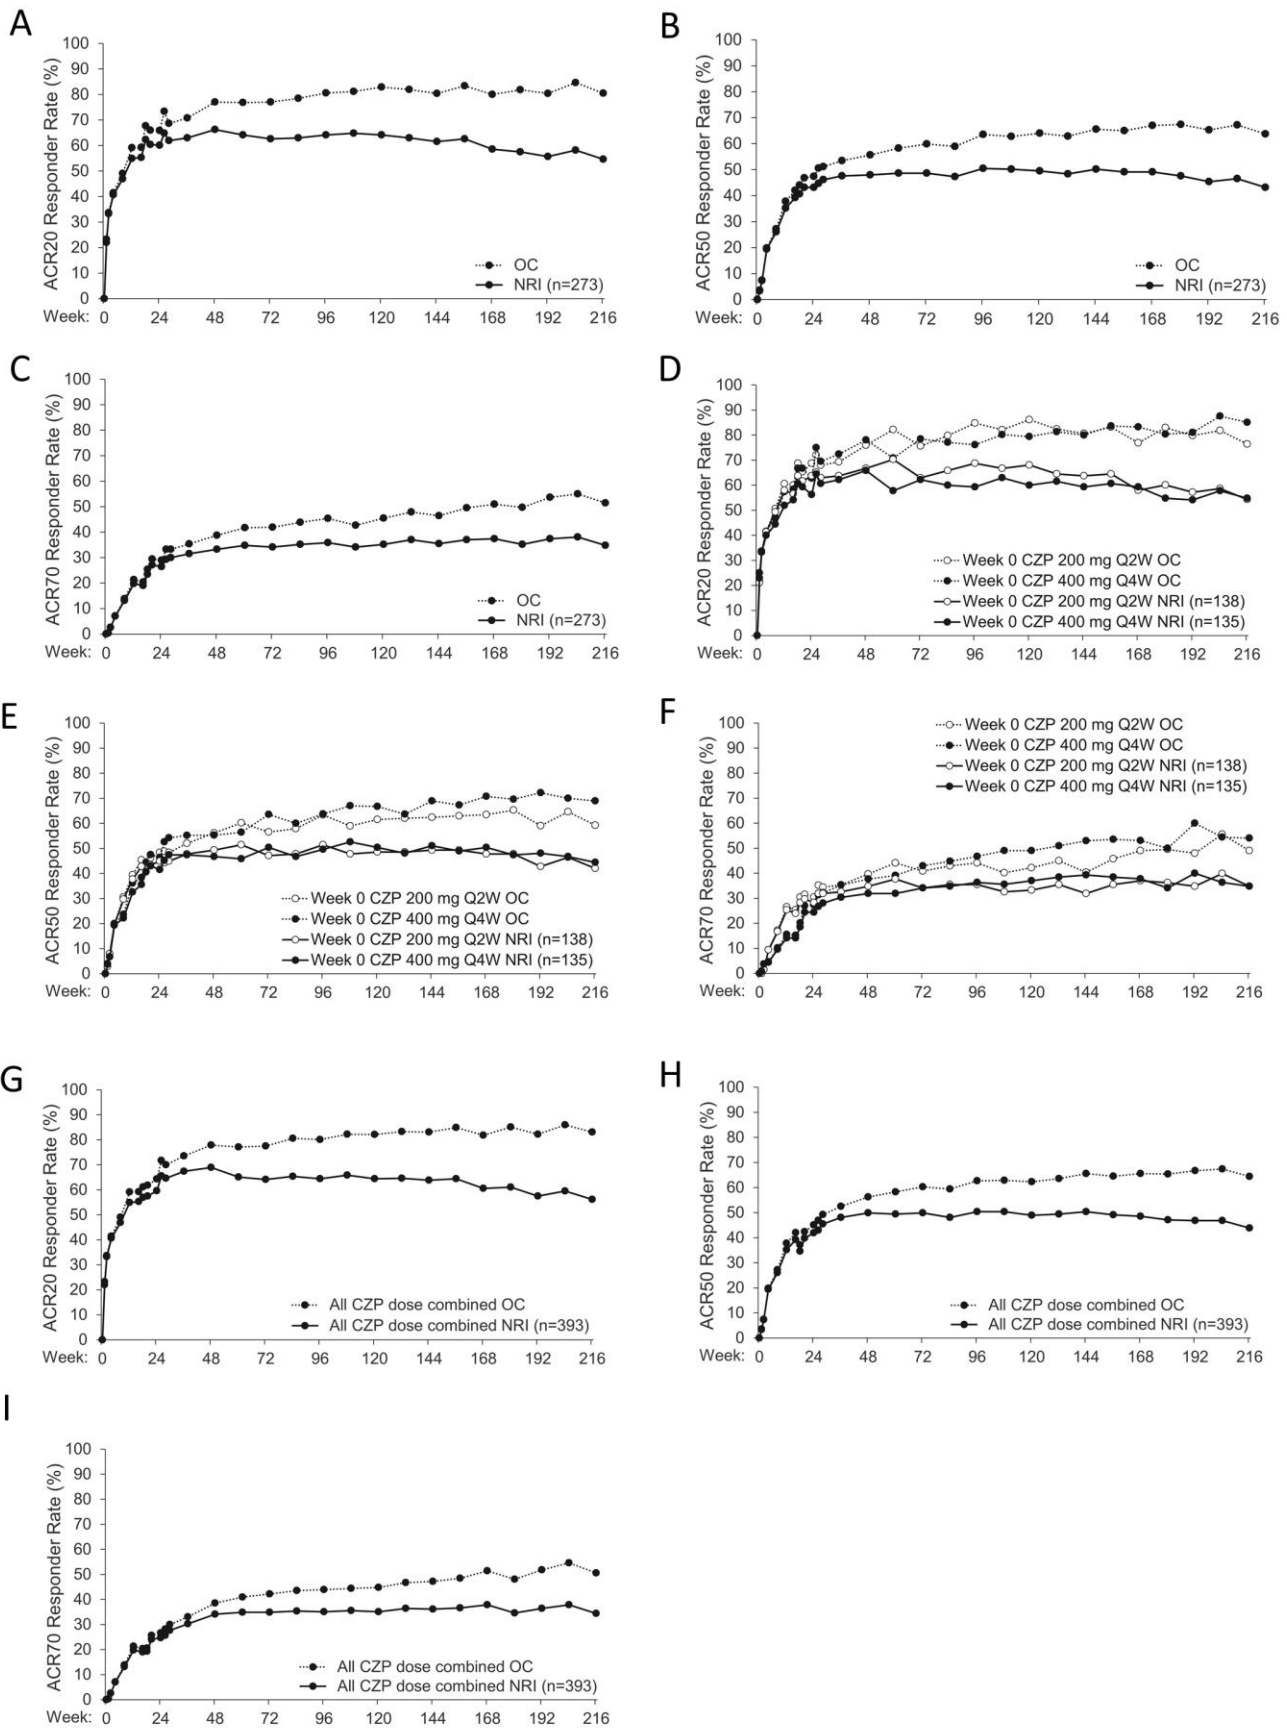 A
ACR20 Responder Rate (%)
100
90
80
70
60
50
40
30
20
10
0
OC
NRI (n=273)
Week: 0 24 48 72 96 120 144 168 192 216
B
ACR50 Responder Rate (%)
100
90
80
70
60
50
40
30
20
10
0
OC
NRI (n=273)
Week: 0 24 48 72 96 120 144 168 192 216
C
ACR70 Responder Rate (%)
100
90
80
70
60
50
40
30
20
10
0
OC
NRI (n=273)
Week: 0 24 48 72 96 120 144 168 192 216
D
ACR20 Responder Rate (%)
100
90
80
70
60
50
40
30
20
10
0
Week 0 CZP 200 mg Q2W OC
Week 0 CZP 400 mg Q4W OC
Week 0 CZP 200 mg Q2W NRI (n=138)
Week 0 CZP 400 mg Q4W NRI (n=135)
Week: 0 24 48 72 96 120 144 168 192 216
E
ACR50 Responder Rate (%)
100
90
80
70
60
50
40
30
20
10
0
Week 0 CZP 200 mg Q2W OC
Week 0 CZP 400 mg Q4W OC
Week 0 CZP 200 mg Q2W NRI (n=138)
Week 0 CZP 400 mg Q4W NRI (n=135)
Week: 0 24 48 72 96 120 144 168 192 216
F
ACR70 Responder Rate (%)
100
90
80
70
60
50
40
30
20
10
0
Week 0 CZP 200 mg Q2W OC
Week 0 CZP 400 mg Q4W OC
Week 0 CZP 200 mg Q2W NRI (n=138)
Week 0 CZP 400 mg Q4W NRI (n=135)
Week: 0 24 48 72 96 120 144 168 192 216
G
ACR20 Responder Rate (%)
100
90
80
70
60
50
40
30
20
10
0
All CZP dose combined OC
All CZP dose combined NRI (n=393)
Week: 0 24 48 72 96 120 144 168 192 216
H
ACR50 Responder Rate (%)
100
90
80
70
60
50
40
30
20
10
0
All CZP dose combined OC
All CZP dose combined NRI (n=393)
Week: 0 24 48 72 96 120 144 168 192 216
I
ACR70 Responder Rate (%)
100
90
80
70
60
50
40
30
20
10
0
All CZP dose combined OC
All CZP dose combined NRI (n=393)
Week: 0 24 48 72 96 120 144 168 192 216